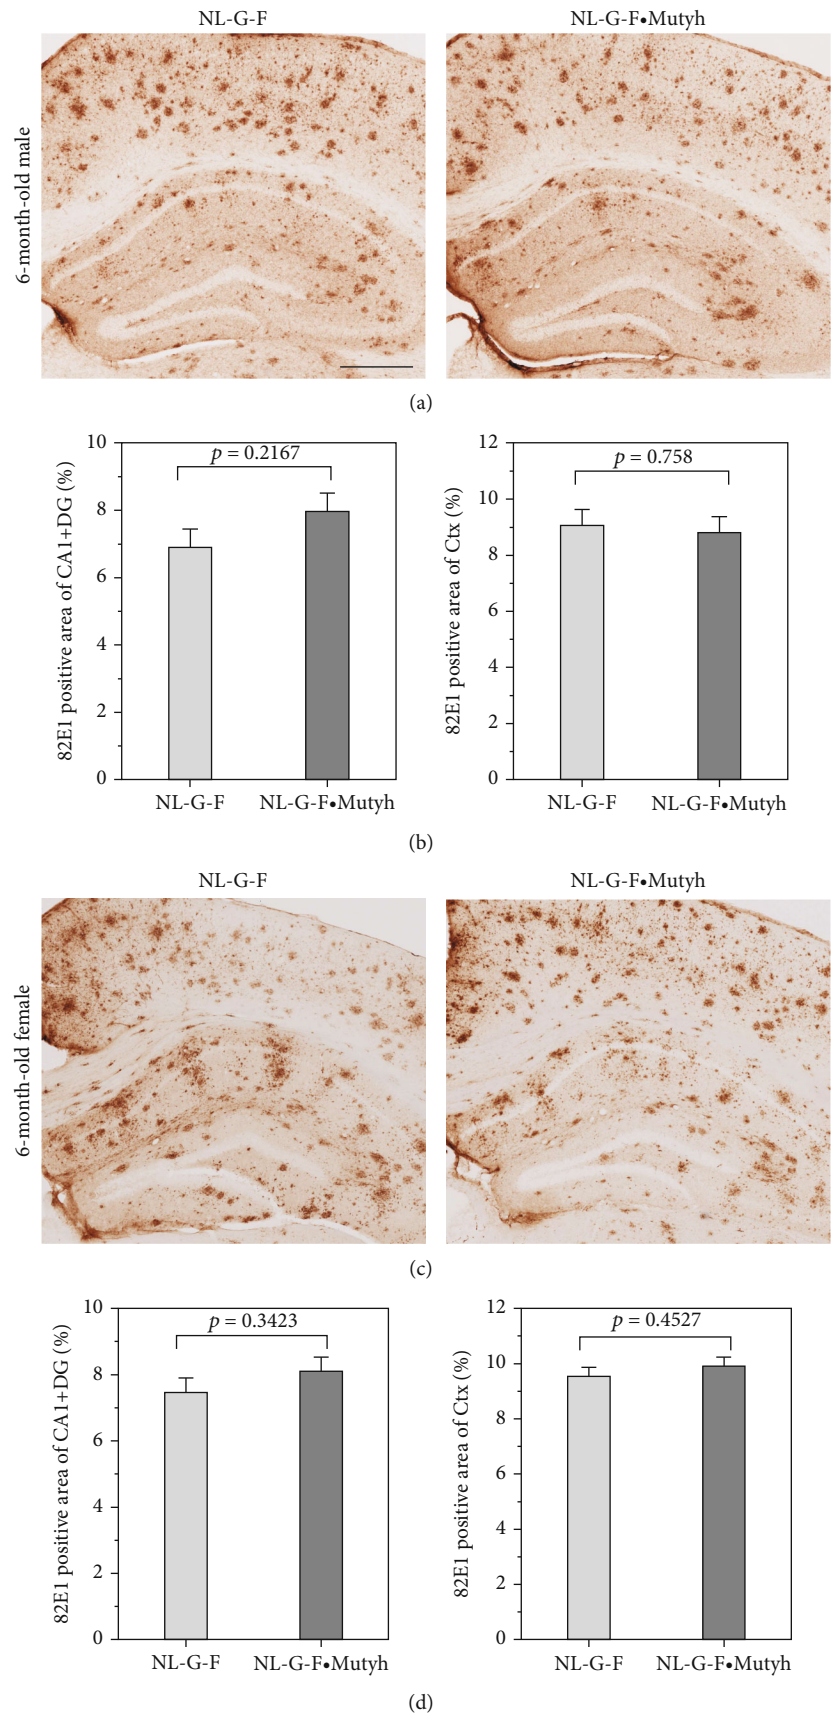 NL-G-F
NL-G-F•Mutyh
6-month-old male
(a)
82E1 positive area of CA1+DG (%)
10
8
6
4
2
0
p = 0.2167
NL-G-F
NL-G-F•Mutyh
82E1 positive area of Ctx (%)
12
10
8
6
4
2
0
p = 0.758
NL-G-F
NL-G-F•Mutyh
(b)
NL-G-F
NL-G-F•Mutyh
6-month-old female
(c)
82E1 positive area of CA1+DG (%)
10
8
6
4
2
0
p = 0.3423
NL-G-F
NL-G-F•Mutyh
82E1 positive area of Ctx (%)
12
10
8
6
4
2
0
p = 0.4527
NL-G-F
NL-G-F•Mutyh
(d)